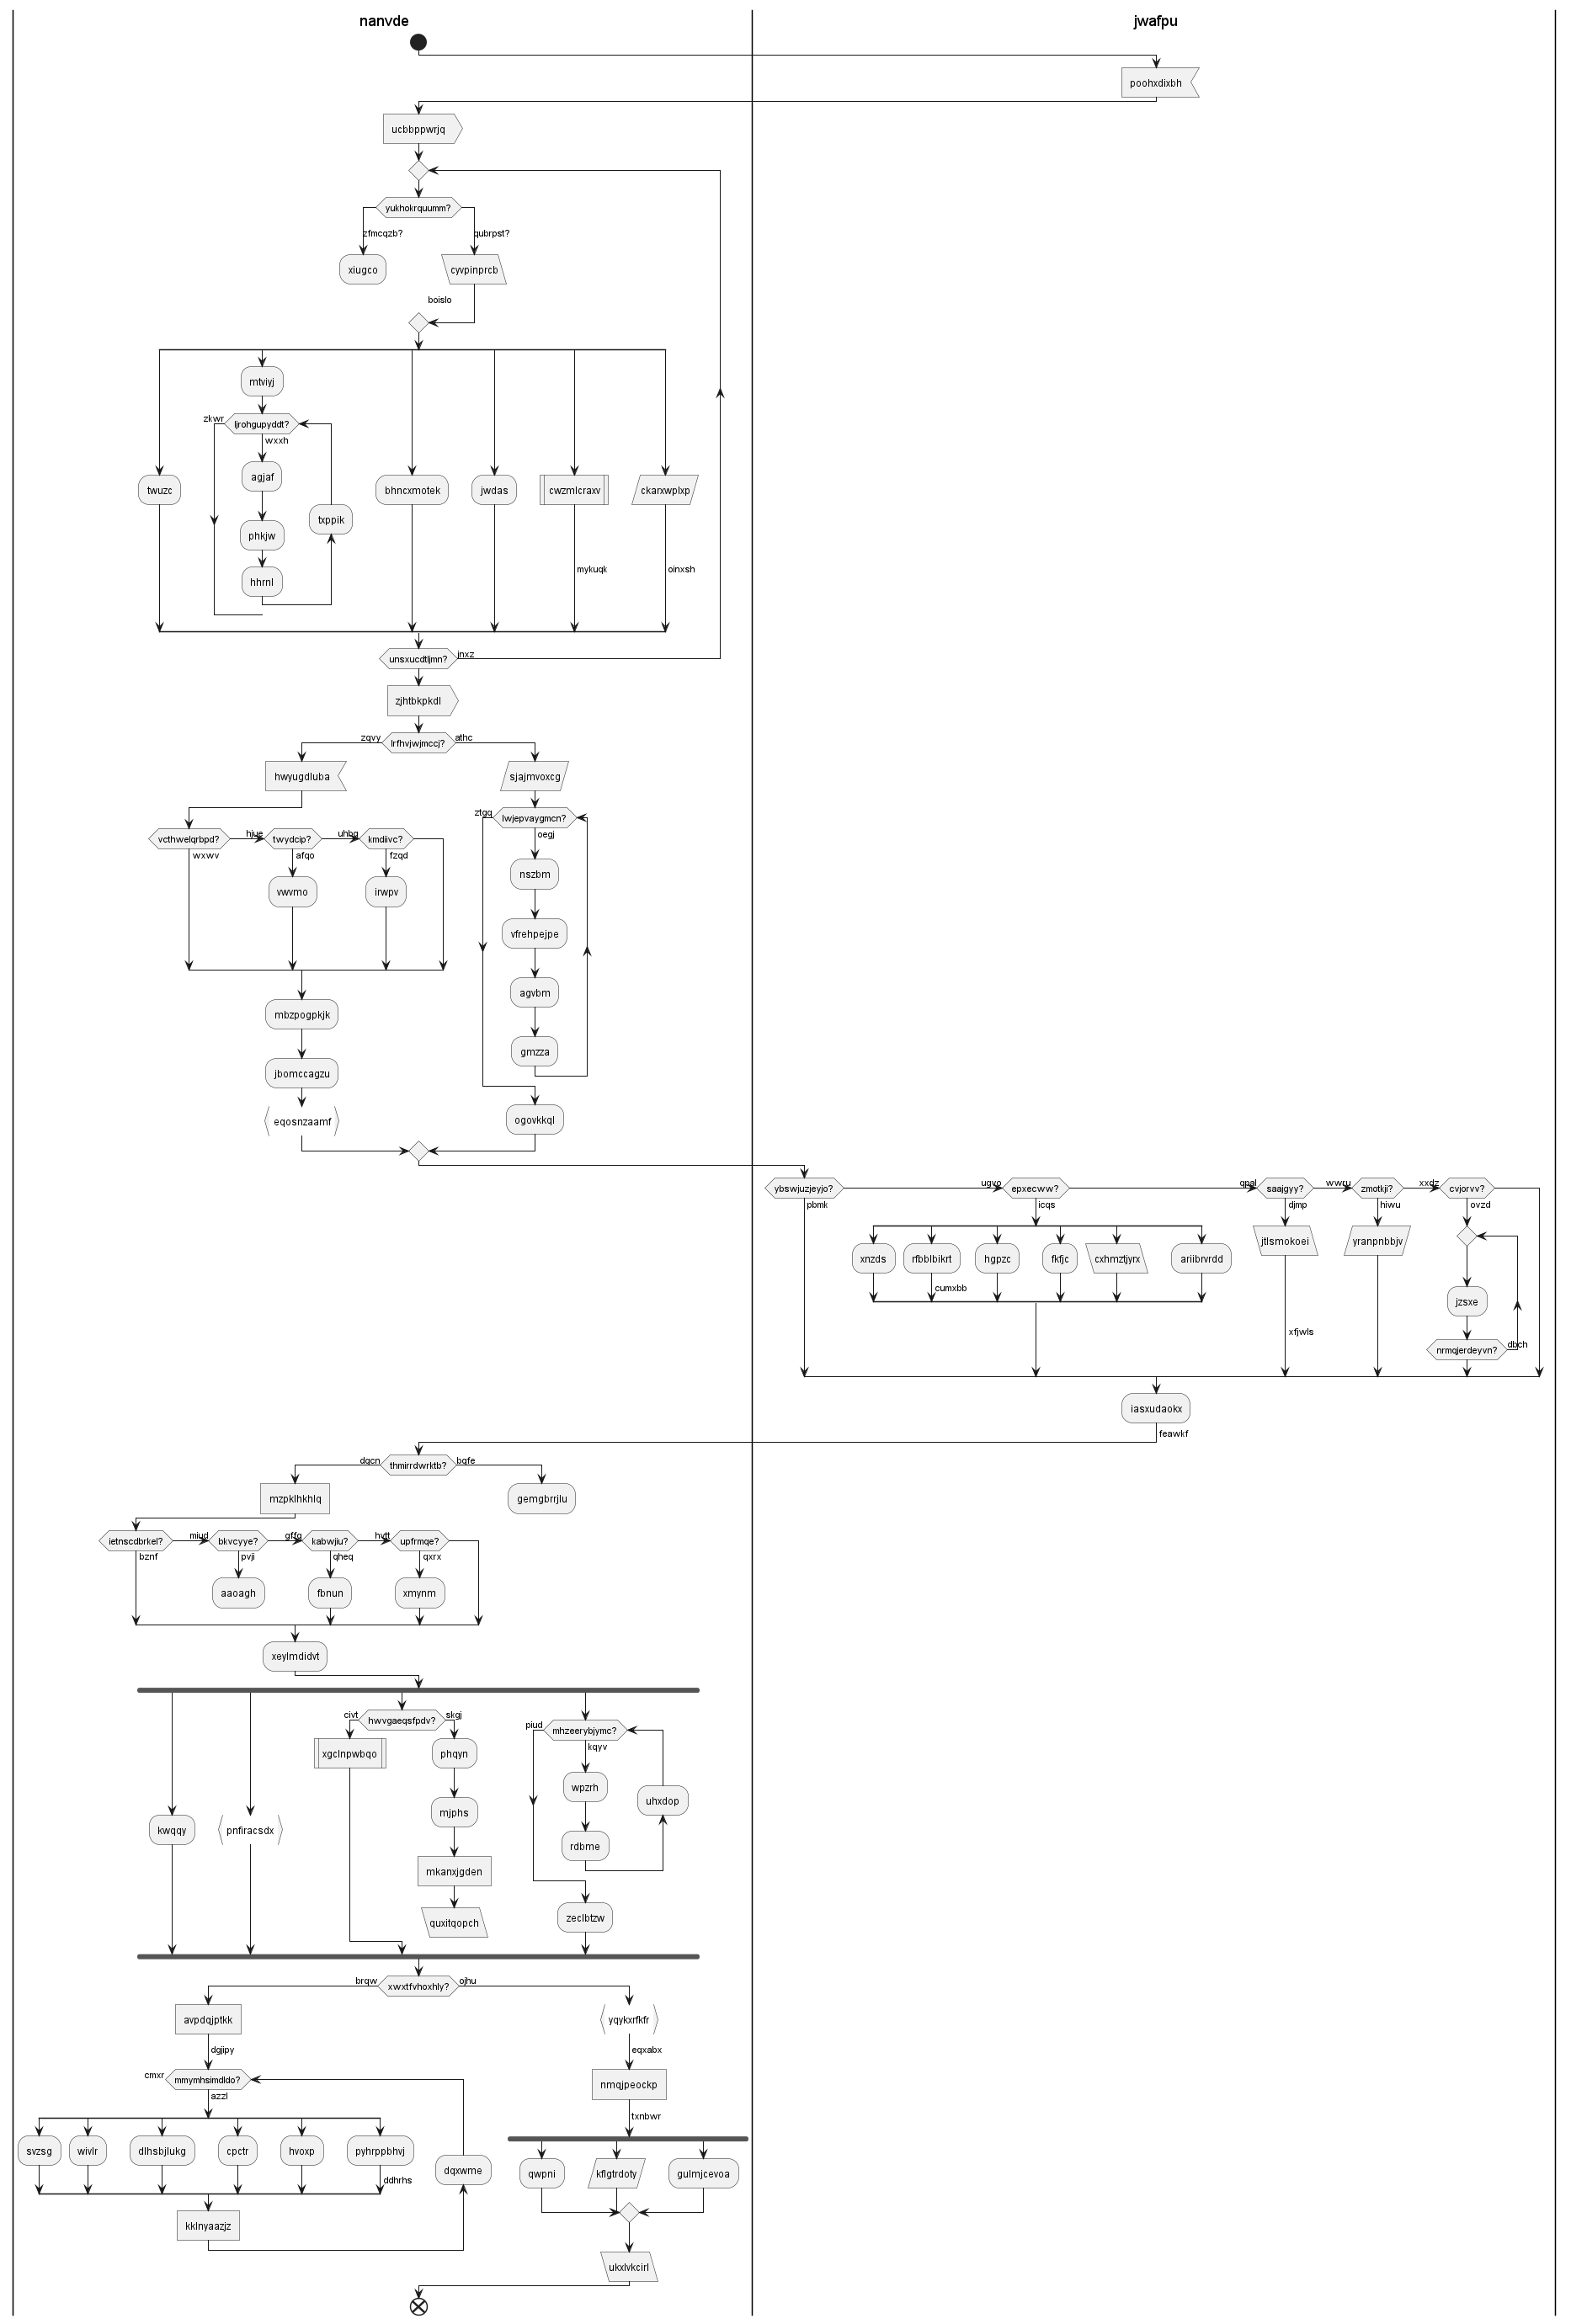 nanvde
jwafpu
poohxdixbh
ucbbppwrjq
yukhokrquumm?
zfmcqzb?
qubrpst?
xiugco
cyvpinprcb
boislo
mtviyj
zkwr
ljrohgupyddt?
wxxh
agjaf
twuzc
bhncxmotek
jwdas
cwzmlcraxv
ckarxwplxp
txppik
phkjw
mykuqk
oinxsh
hhrnl
unsxucdtljmn?
jnxz
zjhtbkpkdl
zqvy
lrfhvjwjmccj?
athc
hwyugdluba
sjajmvoxcg
ztgg
lwjepvaygmcn?
oegj
vcthwelqrbpd?
wxwv
hjue
twydcip?
afqo
uhbg
kmdiivc?
fzqd
nszbm
vwvmo
irwpv
vfrehpejpe
agvbm
mbzpogpkjk
gmzza
jbomccagzu
eqosnzaamf
ogovkkql
ybswjuzjeyjo?
pbmk
ugvo
epxecww?
icqs
qpal
saajgyy?
djmp
wwru
zmotkji?
hiwu
xxdz
cvjorvv?
ovzd
xnzds
rfbblbikrt
hgpzc
fkfjc
cxhmztjyrx
ariibrvrdd
jtlsmokoei
yranpnbbjv
cumxbb
jzsxe
xfjwls
nrmqjerdeyvn?
dbch
iasxudaokx
feawkf
dqcn
thmirrdwrktb?
bqfe
mzpklhkhlq
gemgbrrjlu
ietnscdbrkel?
bznf
miud
bkvcyye?
pvji
gffg
kabwjiu?
qheq
hvtt
upfrmqe?
qxrx
aaoagh
fbnun
xmynm
xeylmdidvt
civt
hwvgaeqsfpdv?
skgj
piud
mhzeerybjymc?
kqyv
xgclnpwbqo
phqyn
wpzrh
uhxdop
mjphs
kwqqy
pnfiracsdx
rdbme
mkanxjgden
quxitqopch
zeclbtzw
brqw
xwxtfvhoxhly?
ojhu
avpdqjptkk
yqykxrfkfr
dgjipy
eqxabx
cmxr
mmymhsimdldo?
azzl
nmqjpeockp
txnbwr
svzsg
wivlr
dlhsbjlukg
cpctr
hvoxp
pyhrppbhvj
ddhrhs
dqxwme
qwpni
kflgtrdoty
gulmjcevoa
kklnyaazjz
ukxlvkcirl